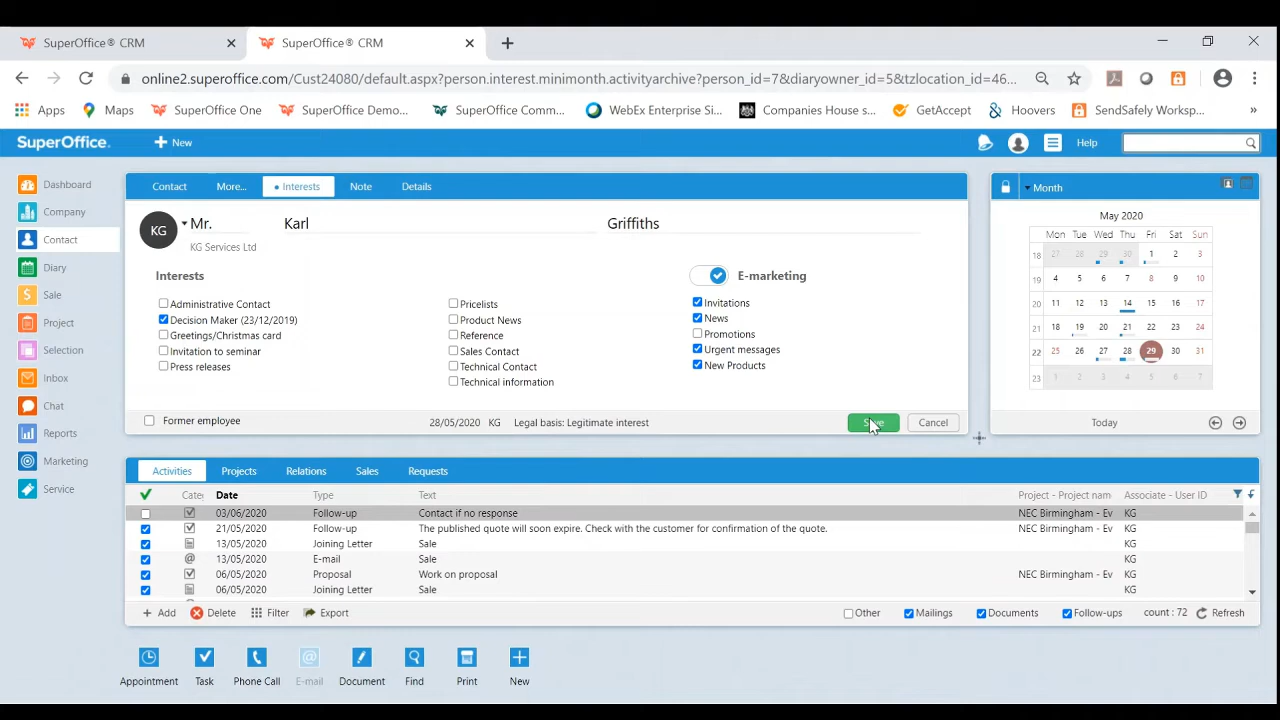 SuperOffice® CRM
SuperOffice® CRM
online2.superoffice.com/Cust24080/default.aspx?person.interest.minimonth.activityarchive?person_id=7&diaryowner_id=5&tzlocation_id=46...
Apps Maps SuperOffice One SuperOffice Demo... SuperOffice Comm... WebEx Enterprise Si... Companies House s... GetAccept Hoovers SendSafely Worksp... »
SuperOffice. New Help
Dashboard
Company
Contact
Diary
Sale
Project
Selection
Inbox
Chat
Reports
Marketing
Service
Contact More... Interests Note Details
KG Mr. Karl Griffiths
KG Services Ltd
Interests
Administrative Contact
Decision Maker (23/12/2019)
Greetings/Christmas card
Invitation to seminar
Press releases
Pricelists
Product News
Reference
Sales Contact
Technical Contact
Technical information
E-marketing
Invitations
News
Promotions
Urgent messages
New Products
Former employee 28/05/2020 KG Legal basis: Legitimate interest Cancel
Month
May 2020
Mon Tue Wed Thu Fri Sat Sun
18 27 28 29 30 1 2 3
19 4 5 6 7 8 9 10
20 11 12 13 14 15 16 17
21 18 19 20 21 22 23 24
22 25 26 27 28 29 30 31
23 1 2 3 4 5 6 7
Today
Activities Projects Relations Sales Requests
Categ Date Type Text Project - Project nam Associate - User ID
03/06/2020 Follow-up Contact if no response NEC Birmingham - Ev KG
21/05/2020 Follow-up The published quote will soon expire. Check with the customer for confirmation of the quote. NEC Birmingham - Ev KG
13/05/2020 Joining Letter Sale KG
13/05/2020 E-mail Sale KG
06/05/2020 Proposal Work on proposal NEC Birmingham - Ev KG
06/05/2020 Joining Letter Sale KG
+ Add Delete Filter Export Other Mailings Documents Follow-ups count : 72 Refresh
Appointment Task Phone Call E-mail Document Find Print New